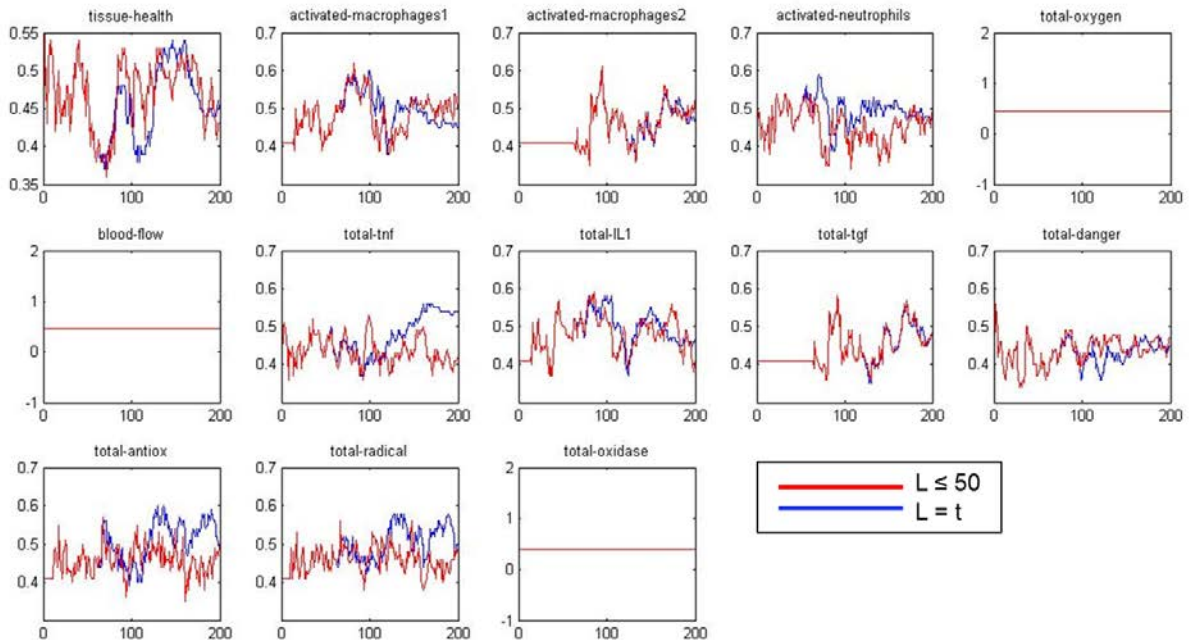 tissue-health activated-macrophages1 activated-macrophages2 activated-neutrophils total-oxygen
0.55 0.7 0.7 0.7 2
0.5 0.6 0.6 0.6 1
0.45 0.5 0.5 0.5
0.4 0.4 0.4 0.4 0
0.35 -1
0 100 200 0 100 200 0 100 200 0 100 200 0 100 200
blood-flow total-tnf total-IL1 total-tgf total-danger
2 0.7 0.7 0.7 0.7
1 0.6 0.6 0.6 0.6
0.5 0.5 0.5 0.5
0 0.4 0.4 0.4 0.4
-1
0 100 200 0 100 200 0 100 200 0 100 200 0 100 200
total-antiox total-radical total-oxidase
0.7 0.7 2
0.6 0.6 1
0.5 0.5
0.4 0.4 0
-1
0 100 200 0 100 200 0 100 200
L ≤ 50
L = t